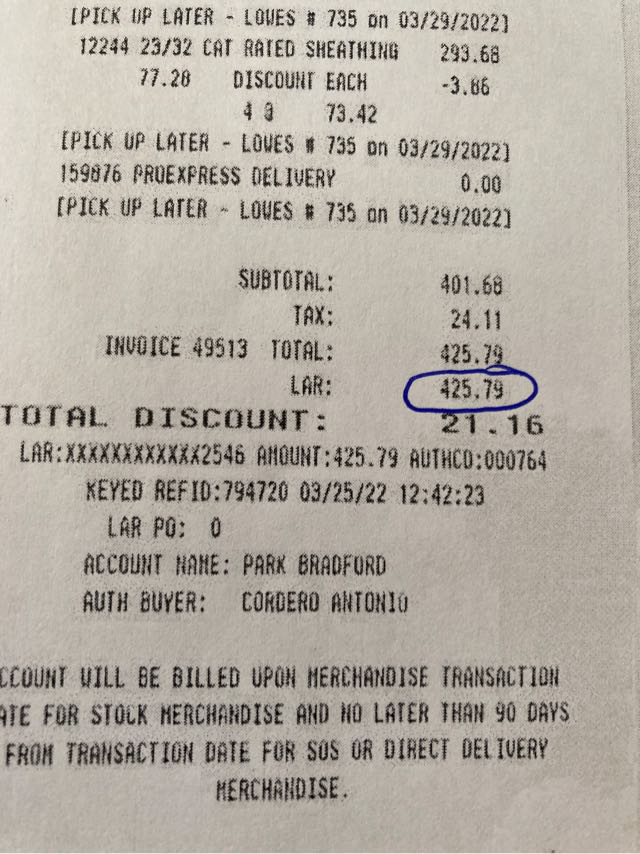 [PICK UP LATER - LOWES # 735 on 03/29/2022]
12244 23/32 CAT RATED SHEATHING 293.68
77.28 DISCOUNT EACH -3.86
4 @ 73.42
[PICK UP LATER - LOWES # 735 on 03/29/2022]
159876 PROEXPRESS DELIVERY 0.00
[PICK UP LATER - LOWES # 735 on 03/29/2022]
SUBTOTAL: 401.68
TAX: 24.11
INVOICE 49513 TOTAL: 425.79
LAR: 425.79
TOTAL DISCOUNT: 21.16
LAR:XXXXXXXXXXXX2546 AMOUNT:425.79 AUTHCD:000764
KEYED REFID:794720 03/25/22 12:42:23
LAR PO: 0
ACCOUNT NAME: PARK BRADFORD
AUTH BUYER: CORDERO ANTONIO
CCOUNT WILL BE BILLED UPON MERCHANDISE TRANSACTION
ATE FOR STOCK MERCHANDISE AND NO LATER THAN 90 DAYS
FROM TRANSACTION DATE FOR SOS OR DIRECT DELIVERY
MERCHANDISE.